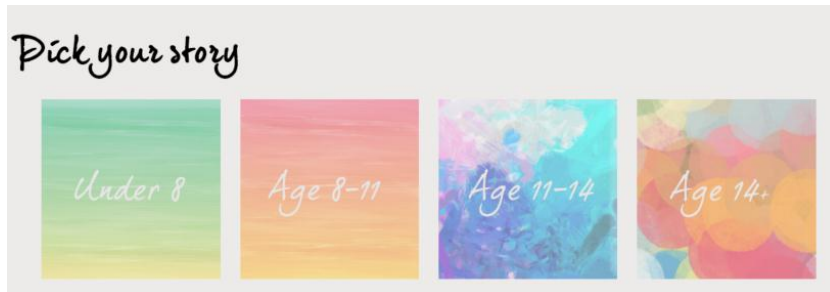 Pick your story
Under 8
Age 8-11
Age 11-14
Age 14+